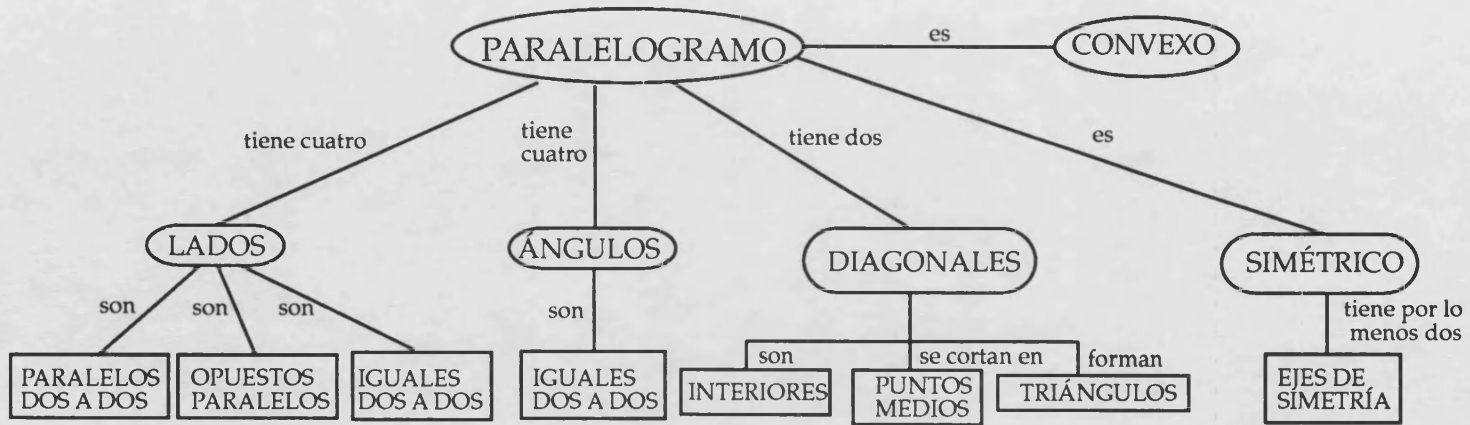 PARALELOGRAMO
es
CONVEXO
tiene cuatro
tiene
cuatro
tiene dos
es
LADOS
ÁNGULOS
DIAGONALES
SIMÉTRICO
son
son
son
son
tiene por lo
menos dos
PARALELOS
DOS A DOS
OPUESTOS
PARALELOS
IGUALES
DOS A DOS
IGUALES
DOS A DOS
son
INTERIORES
se cortan en
PUNTOS
MEDIOS
forman
TRIÁNGULOS
EJES DE
SIMETRÍA